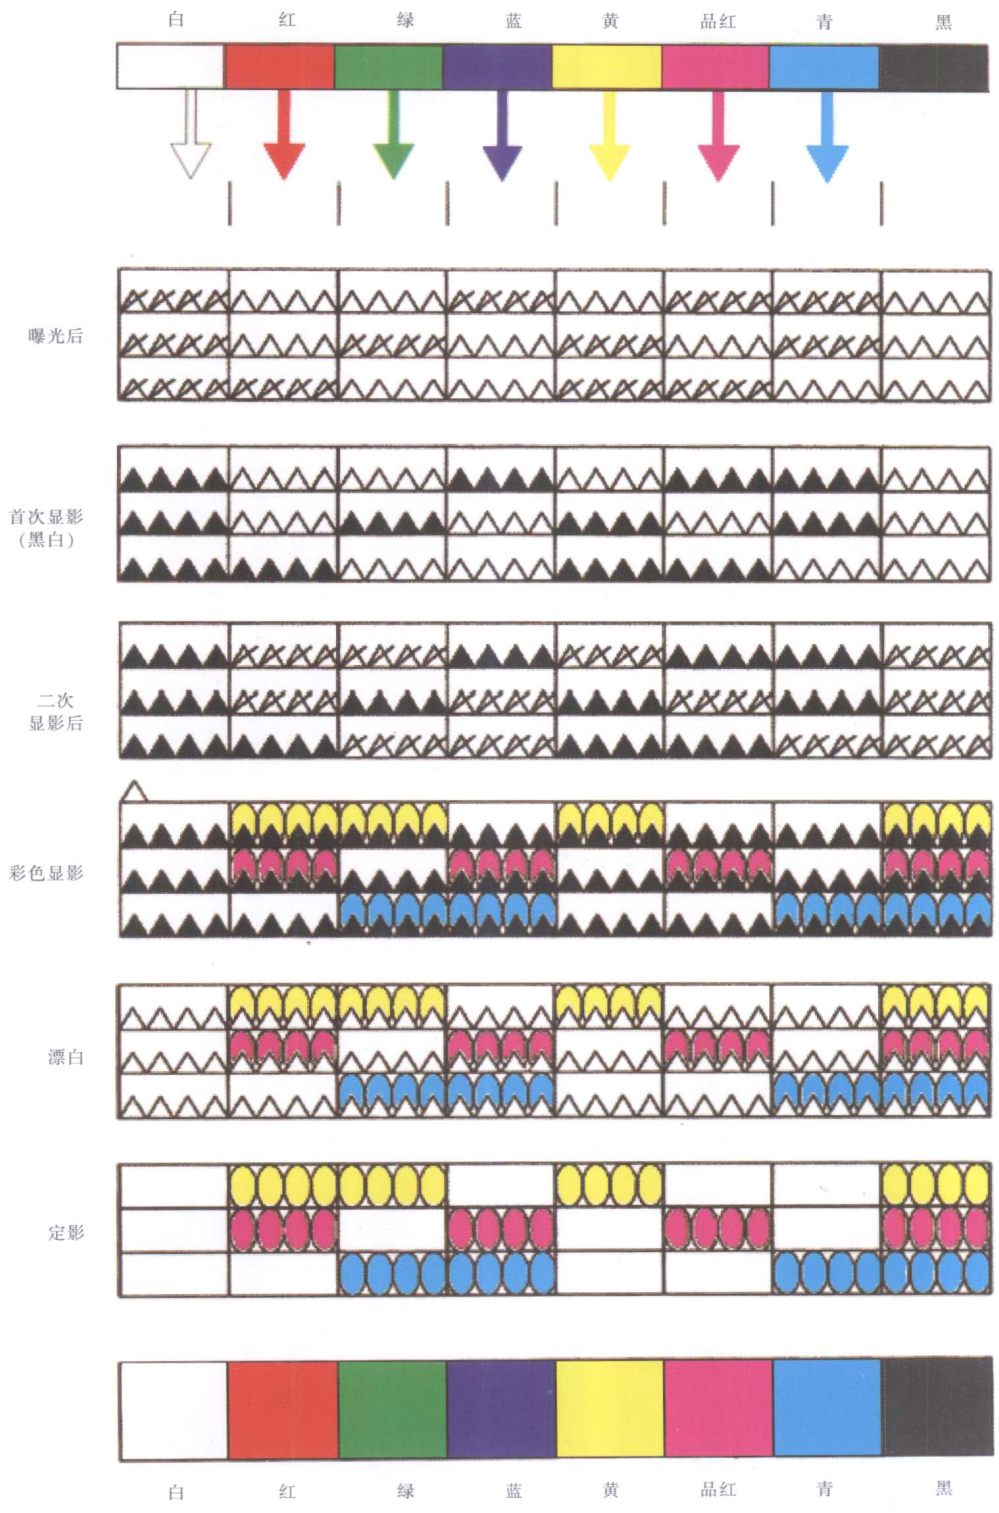 白 红 绿 蓝 黄 品红 青 黑
曝光后
首次显影
(黑白)
二次
显影后
彩色显影
漂白
定影
白 红 绿 蓝 黄 品红 青 黑